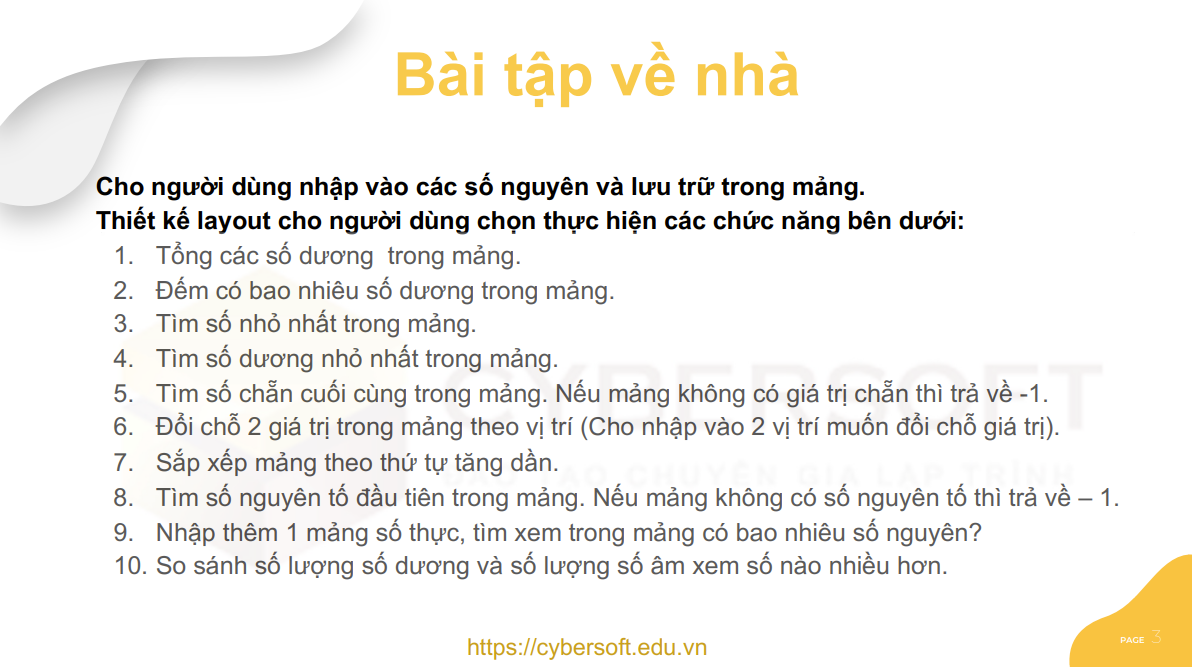 Bài tập về nhà
Cho người dùng nhập vào các số nguyên và lưu trữ trong mảng.
Thiết kế layout cho người dùng chọn thực hiện các chức năng bên dưới:
1. Tổng các số dương  trong mảng.
2. Đếm có bao nhiêu số dương trong mảng.
3. Tìm số nhỏ nhất trong mảng.
4. Tìm số dương nhỏ nhất trong mảng.
5. Tìm số chẵn cuối cùng trong mảng. Nếu mảng không có giá trị chẵn thì trả về -1.
6. Đổi chỗ 2 giá trị trong mảng theo vị trí (Cho nhập vào 2 vị trí muốn đổi chỗ giá trị).
7. Sắp xếp mảng theo thứ tự tăng dần.
8. Tìm số nguyên tố đầu tiên trong mảng. Nếu mảng không có số nguyên tố thì trả về – 1.
9. Nhập thêm 1 mảng số thực, tìm xem trong mảng có bao nhiêu số nguyên?
10. So sánh số lượng số dương và số lượng số âm xem số nào nhiều hơn.
CYBERSOFT
ĐÀO TẠO CHUYÊN GIA LẬP TRÌNH
https://cybersoft.edu.vn
PAGE 3